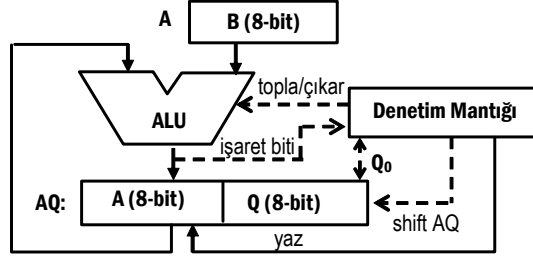 A
B (8-bit)
topla/çıkar
Denetim Mantığı
ALU
işaret biti
Q₀
AQ:
A (8-bit)
Q (8-bit)
shift AQ
yaz